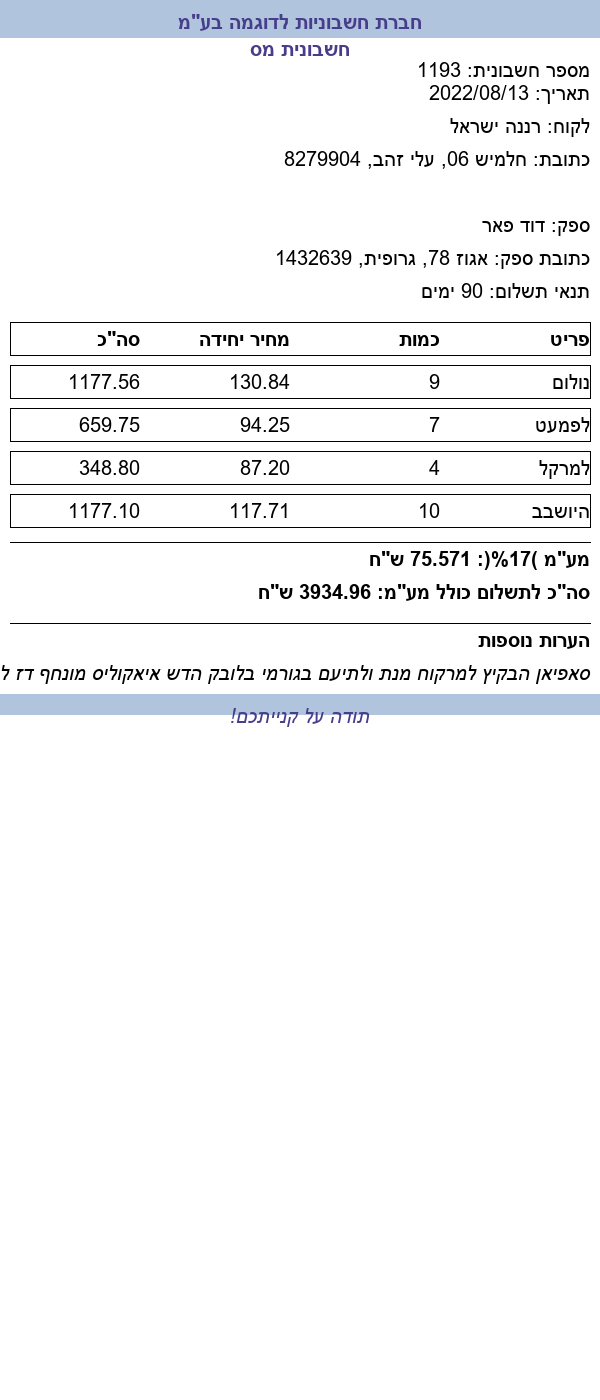 חברת חשבוניות לדוגמה בע"מ
חשבונית מס
מספר חשבונית: 1193
תאריך: 2022/08/13
לקוח: רננה ישראל
כתובת: חלמיש 06, עלי זהב, 8279904
ספק: דוד פאר
כתובת ספק: אגוז 78, גרופית, 1432639
תנאי תשלום: 90 ימים
פריט כמות מחיר יחידה סה"כ
נולום 9 130.84 1177.56
לפמעט 7 94.25 659.75
למרקל 4 87.20 348.80
היושבב 10 117.71 1177.10
מע"מ )17%(: 75.571 ש"ח
סה"כ לתשלום כולל מע"מ: 3934.96 ש"ח
הערות נוספות
סאפיאן הבקיץ למרקוח מנת ולתיעם בגורמי בלובק הדש איאקוליס מונחף דז ל
תודה על קנייתכם!